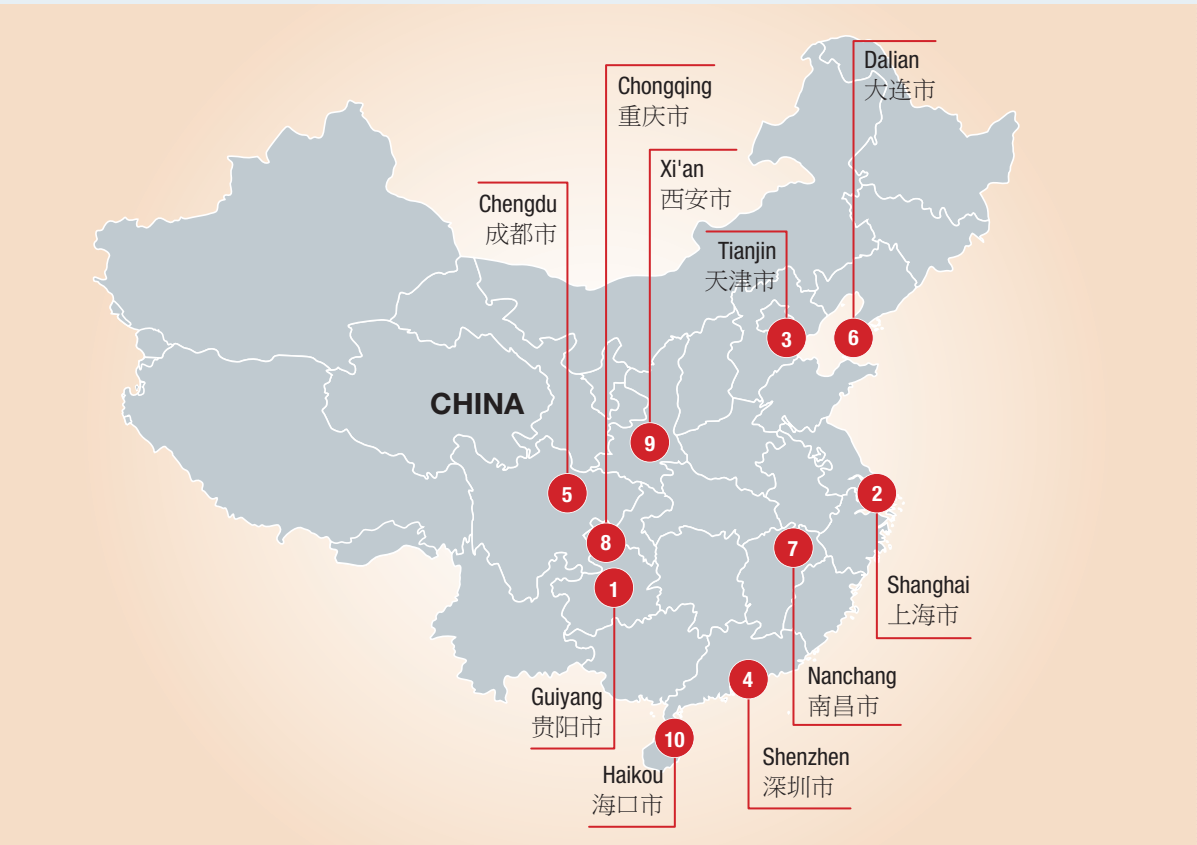 Dalian
大连市
Chongqing
重庆市
Xi'an
西安市
Chengdu
成都市
Tianjin
天津市
3
6
CHINA
9
5
2
8
7
1
Shanghai
上海市
4
Nanchang
南昌市
Guiyang
贵阳市
10
Shenzhen
深圳市
Haikou
海口市